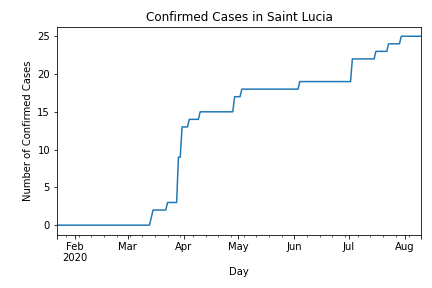 Confirmed Cases in Saint Lucia
25
20
15
10
5
0
Number of Confirmed Cases
Feb Mar Apr May Jun Jul Aug
2020
Day